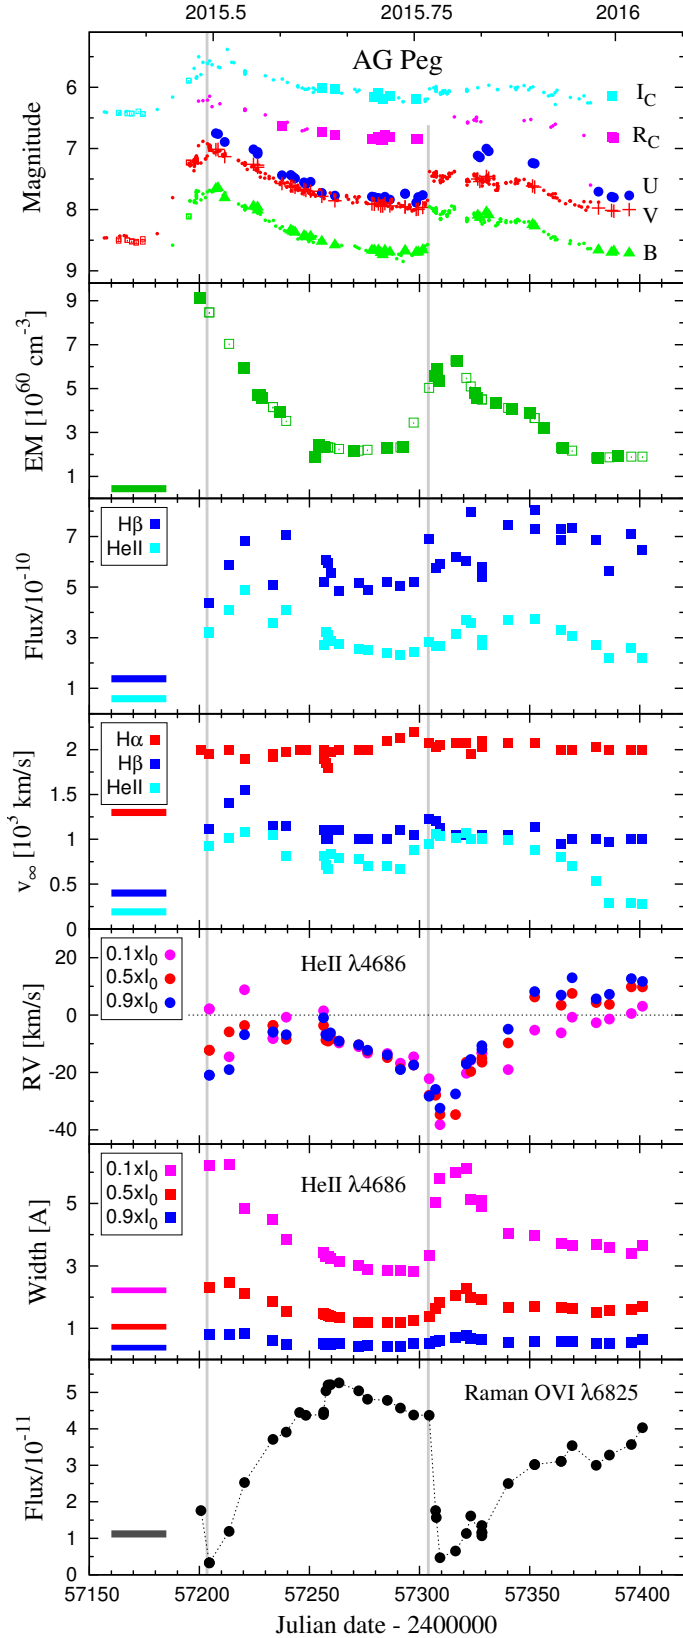 2015.5 2015.75 2016
AG Peg
Magnitude
6
7
8
9
I_C
R_C
U
V
B
EM [10^60 cm^-3]
9
7
5
3
1
Flux/10^-10
7
5
3
1
Hβ
HeII
v_∞ [10^3 km/s]
2
1.5
1
0.5
0
Hα
Hβ
HeII
RV [km/s]
20
0
-20
-40
0.1xI_0
0.5xI_0
0.9xI_0
HeII λ4686
Width [A]
5
3
1
0.1xI_0
0.5xI_0
0.9xI_0
HeII λ4686
Flux/10^-11
5
4
3
2
1
0
Raman OVI λ6825
57150 57200 57250 57300 57350 57400
Julian date - 2400000